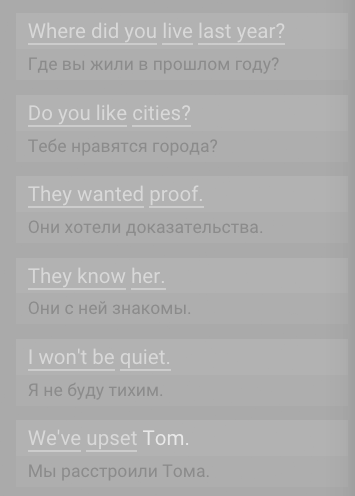 Where did you live last year?
Где вы жили в прошлом году?
Do you like cities?
Тебе нравятся города?
They wanted proof.
Они хотели доказательства.
They know her.
Они с ней знакомы.
I won't be quiet.
Я не буду тихим.
We've upset Tom.
Мы расстроили Тома.